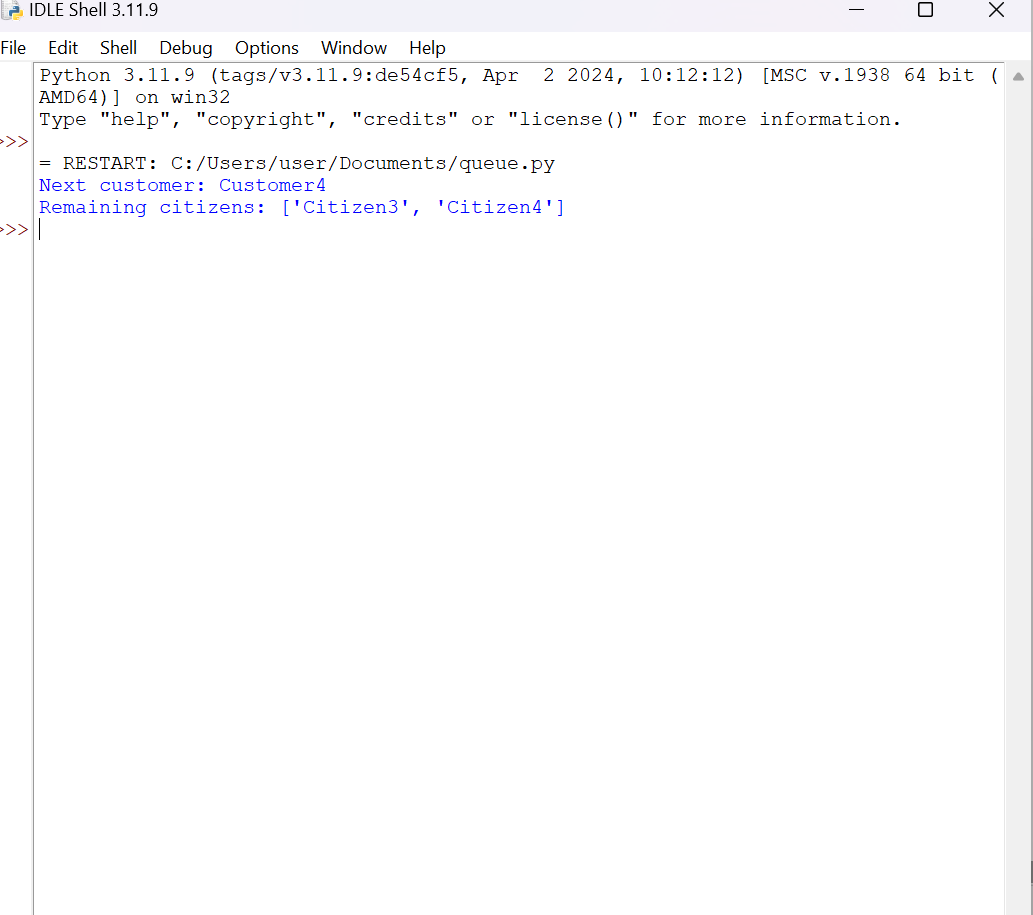 IDLE Shell 3.11.9
File Edit Shell Debug Options Window Help
Python 3.11.9 (tags/v3.11.9:de54cf5, Apr  2 2024, 10:12:12) [MSC v.1938 64 bit (
AMD64)] on win32
Type "help", "copyright", "credits" or "license()" for more information.
>>>
= RESTART: C:/Users/user/Documents/queue.py
Next customer: Customer4
Remaining citizens: ['Citizen3', 'Citizen4']
>>>